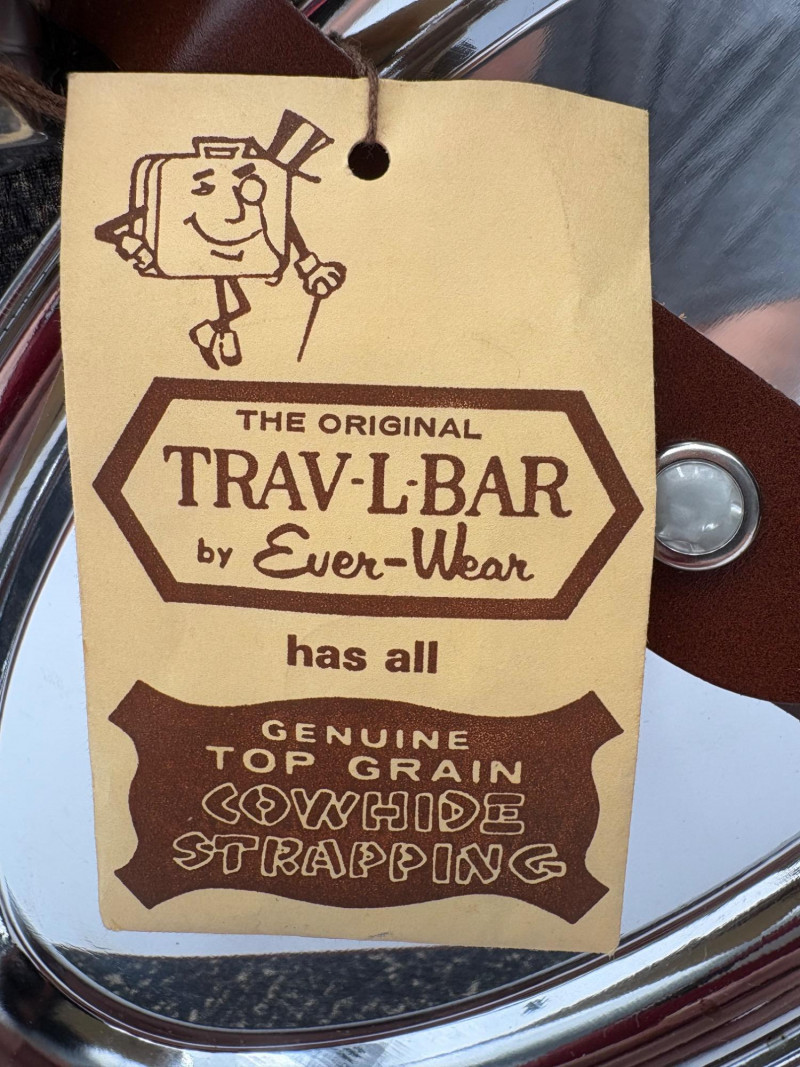 THE ORIGINAL
TRAV-L-BAR
by Ever-Wear
has all
GENUINE
TOP GRAIN
COWHIDE
STRAPPING